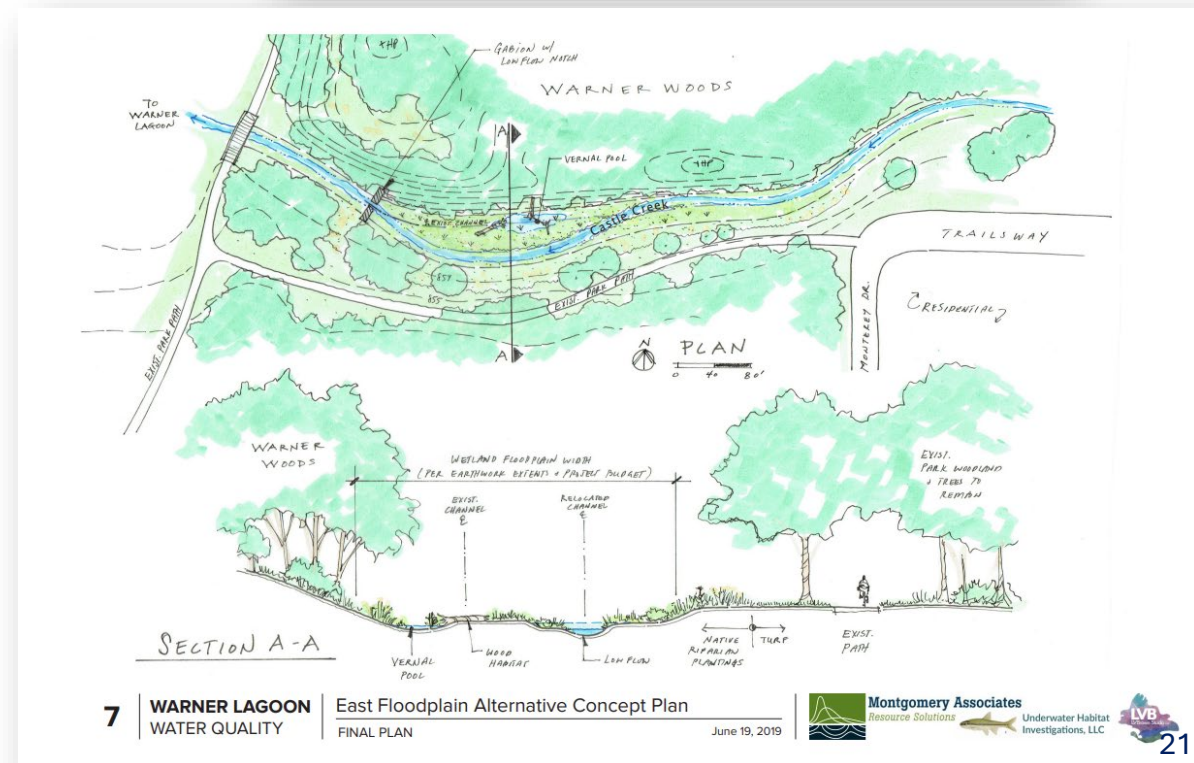 XHP
GABION W/
LOW FLOW NOTCH
WARNER WOODS
TO
WARNER
LAGOON
A
VERNAL POOL
XHP
EXIST. CHANNEL
Castle Creek
TRAILSWAY
857
855
EXIST. PARK PATH
EXIST. PARK PATH
MONTEREY DR.
RESIDENTIAL
A
N
PLAN
0 40 80'
WARNER
WOODS
WETLAND FLOODPLAIN WIDTH
(PER EARTHWORK EXTENTS + PROJECT BUDGET)
EXIST.
CHANNEL
℄
RELOCATED
CHANNEL
℄
EXIST.
PARK WOODLAND
+ TREES TO
REMAIN
SECTION A-A
VERNAL
POOL
WOOD
HABITAT
LOW FLOW
NATIVE
RIPARIAN
PLANTINGS
TURF
EXIST.
PATH
7
WARNER LAGOON
WATER QUALITY
East Floodplain Alternative Concept Plan
FINAL PLAN
June 19, 2019
Montgomery Associates
Resource Solutions
Underwater Habitat
Investigations, LLC
LVB
21